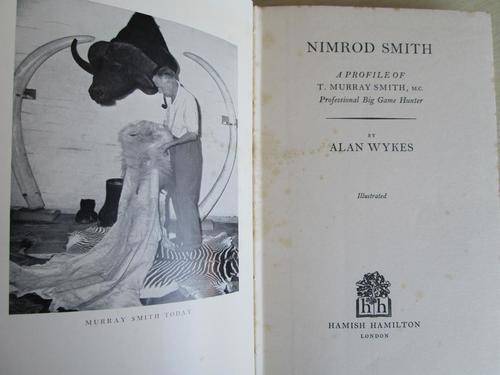 MURRAY SMITH TODAY
NIMROD SMITH
A PROFILE OF
T. MURRAY SMITH, M.C.
Professional Big Game Hunter
BY
ALAN WYKES
Illustrated
hh
HAMISH HAMILTON
LONDON